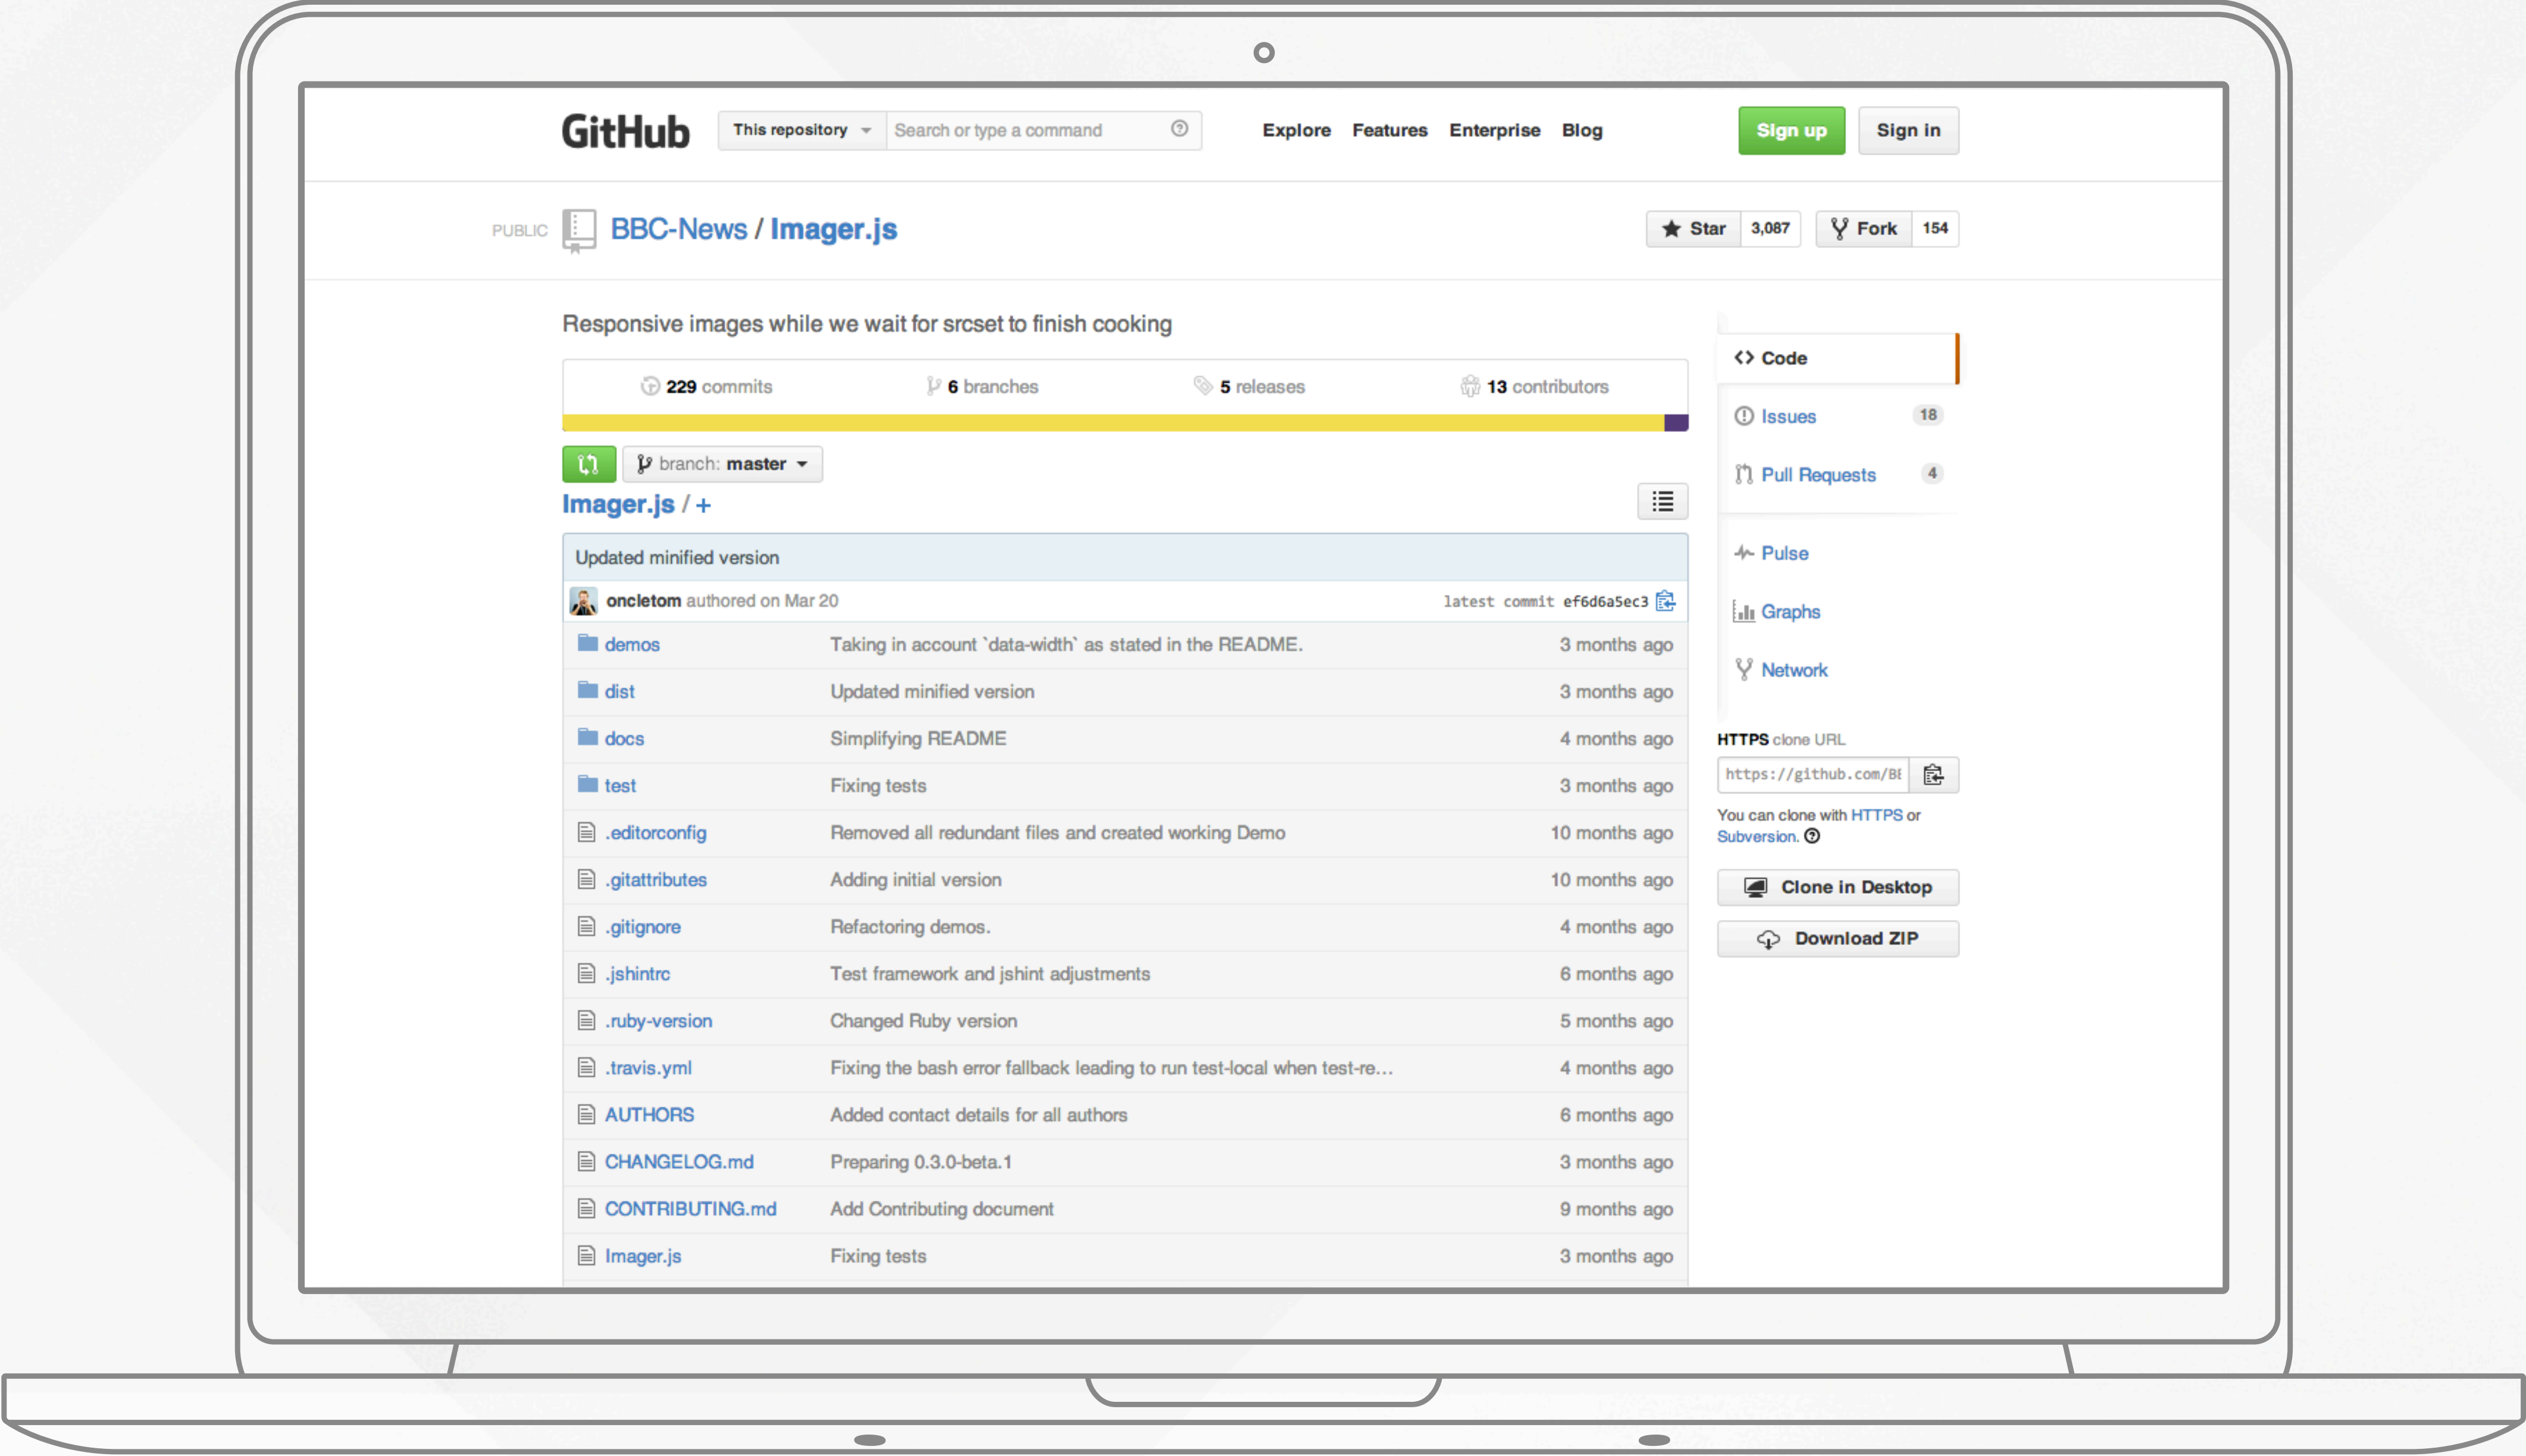 GitHub This repository Search or type a command Explore Features Enterprise Blog Sign up Sign in
PUBLIC BBC-News / Imager.js Star 3,087 Fork 154
Responsive images while we wait for srcset to finish cooking
229 commits 6 branches 5 releases 13 contributors
branch: master
Imager.js / +
Updated minified version
oncletom authored on Mar 20 latest commit ef6d6a5ec3
demos Taking in account `data-width` as stated in the README. 3 months ago
dist Updated minified version 3 months ago
docs Simplifying README 4 months ago
test Fixing tests 3 months ago
.editorconfig Removed all redundant files and created working Demo 10 months ago
.gitattributes Adding initial version 10 months ago
.gitignore Refactoring demos. 4 months ago
.jshintrc Test framework and jshint adjustments 6 months ago
.ruby-version Changed Ruby version 5 months ago
.travis.yml Fixing the bash error fallback leading to run test-local when test-re... 4 months ago
AUTHORS Added contact details for all authors 6 months ago
CHANGELOG.md Preparing 0.3.0-beta.1 3 months ago
CONTRIBUTING.md Add Contributing document 9 months ago
Imager.js Fixing tests 3 months ago
Code
Issues 18
Pull Requests 4
Pulse
Graphs
Network
HTTPS clone URL
https://github.com/BB
You can clone with HTTPS or
Subversion.
Clone in Desktop
Download ZIP